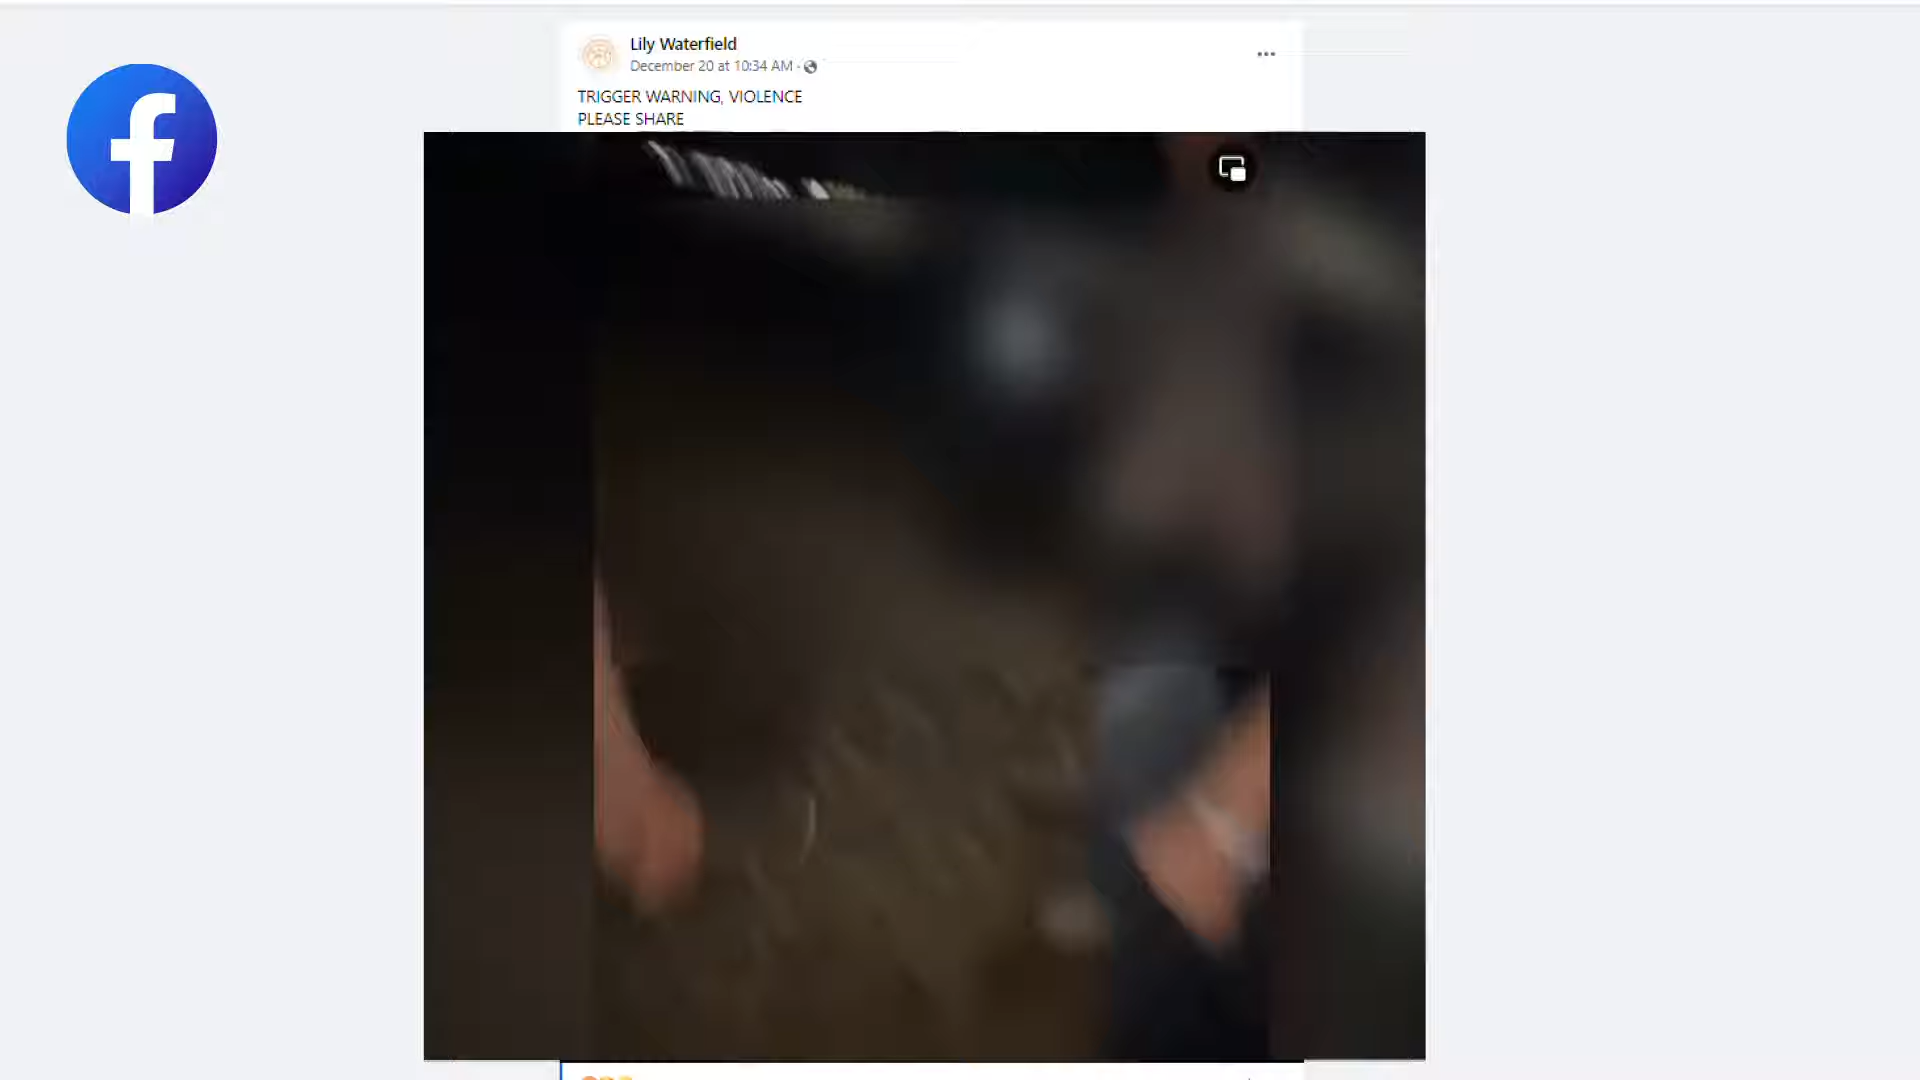 Lily Waterfield
December 20 at 10:34 AM ·
TRIGGER WARNING, VIOLENCE
PLEASE SHARE